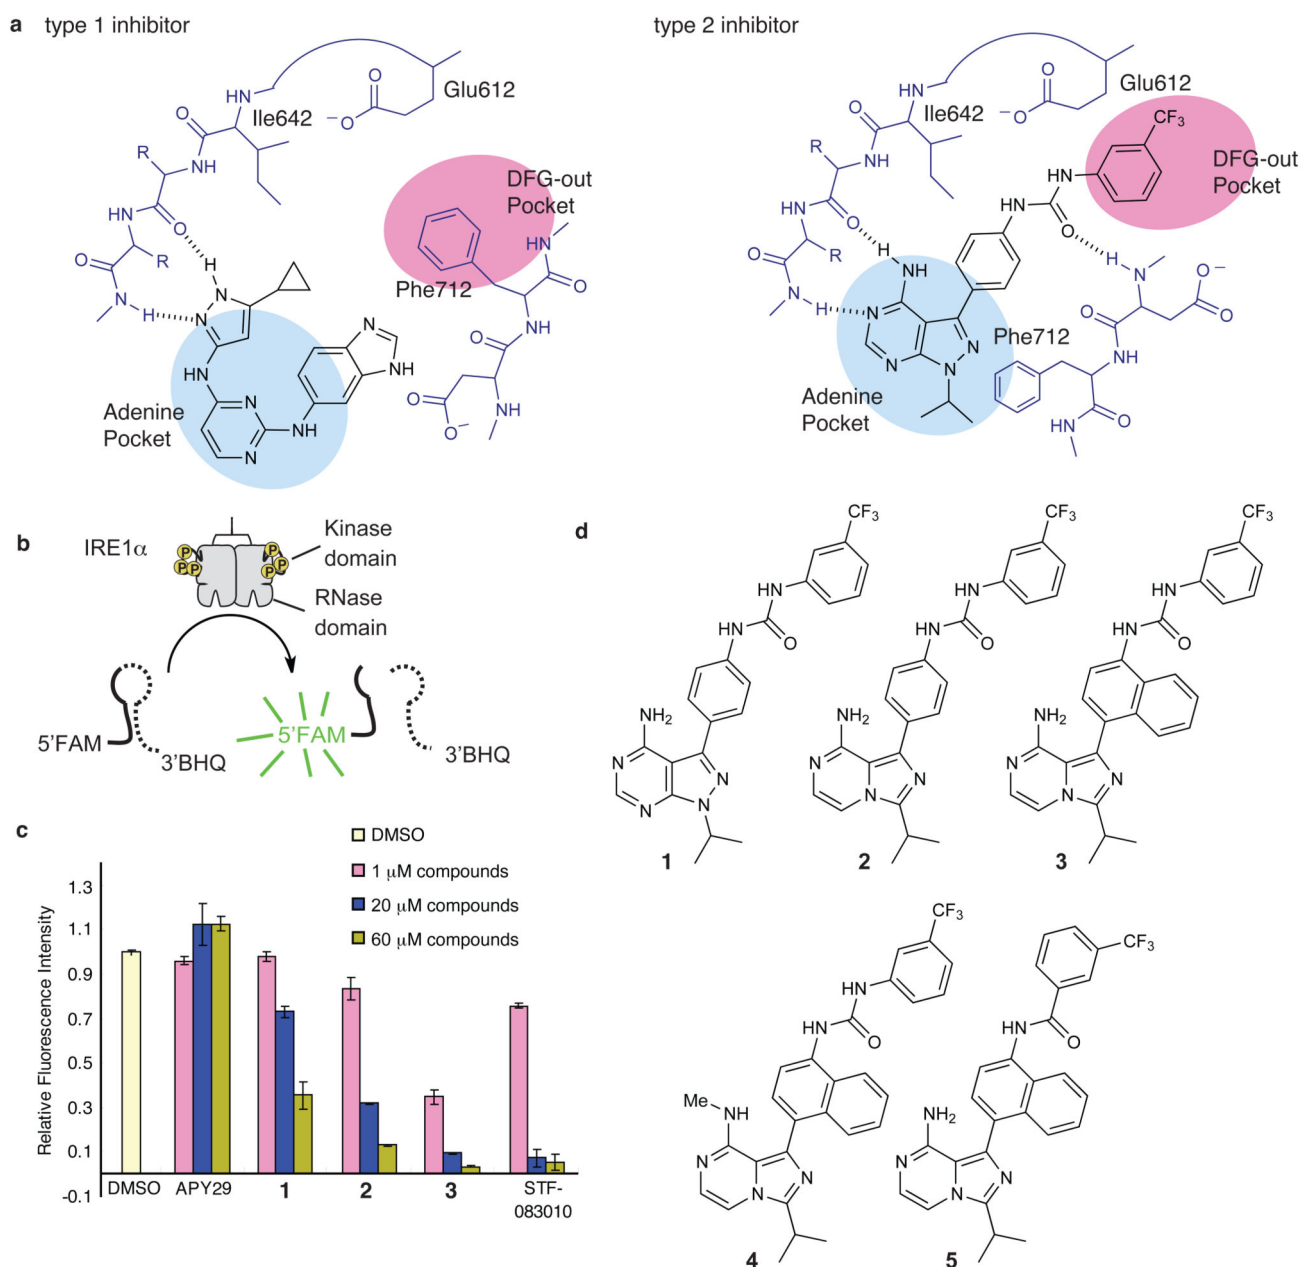 a type 1 inhibitor
HN
Ile642
O
O
−O
Glu612
R
O
NH
HN
O
R
O
N
H
H
N
N
HN
N
N
NH
N
NH
Adenine
Pocket
DFG-out
Pocket
Phe712
HN
O
NH
O
O
O−
NH
type 2 inhibitor
HN
Ile642
O
O
−O
Glu612
R
O
NH
HN
O
R
O
N
H
H
NH
N
N
N
N
Adenine
Pocket
HN
O
HN
CF3
DFG-out
Pocket
H
N
O−
O
O
NH
Phe712
HN
O
b
IRE1α
P
P
P
P
P
P
Kinase
domain
RNase
domain
5'FAM
3'BHQ
5'FAM
3'BHQ
c
DMSO
1 μM compounds
20 μM compounds
60 μM compounds
Relative Fluorescence Intensity
1.3
1.1
0.9
0.7
0.5
0.3
0.1
-0.1
DMSO
APY29
1
2
3
STF-
083010
d
CF3
HN
HN
O
NH2
N
N
N
N
1
CF3
HN
HN
O
NH2
N
N
N
2
CF3
HN
HN
O
NH2
N
N
N
3
CF3
HN
HN
O
Me
NH
N
N
N
4
CF3
HN
O
NH2
N
N
N
5